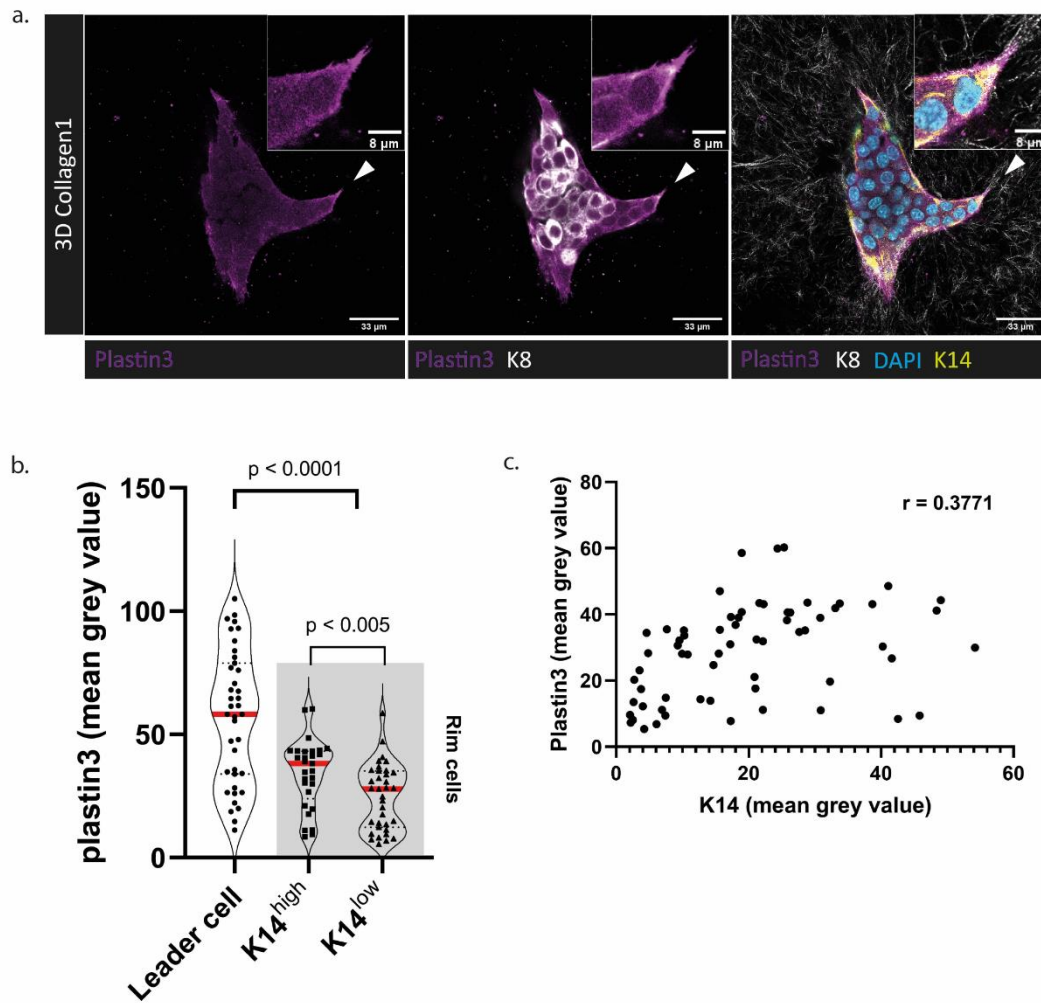 a.
3D Collagen1
8 µm
33 µm
8 µm
33 µm
8 µm
33 µm
Plastin3
Plastin3 K8
Plastin3 K8 DAPI K14
b.
plastin3 (mean grey value)
150
100
50
0
p < 0.0001
p < 0.005
Rim cells
Leader cell
K14high
K14low
c.
Plastin3 (mean grey value)
80
60
40
20
0
r = 0.3771
0 20 40 60
K14 (mean grey value)